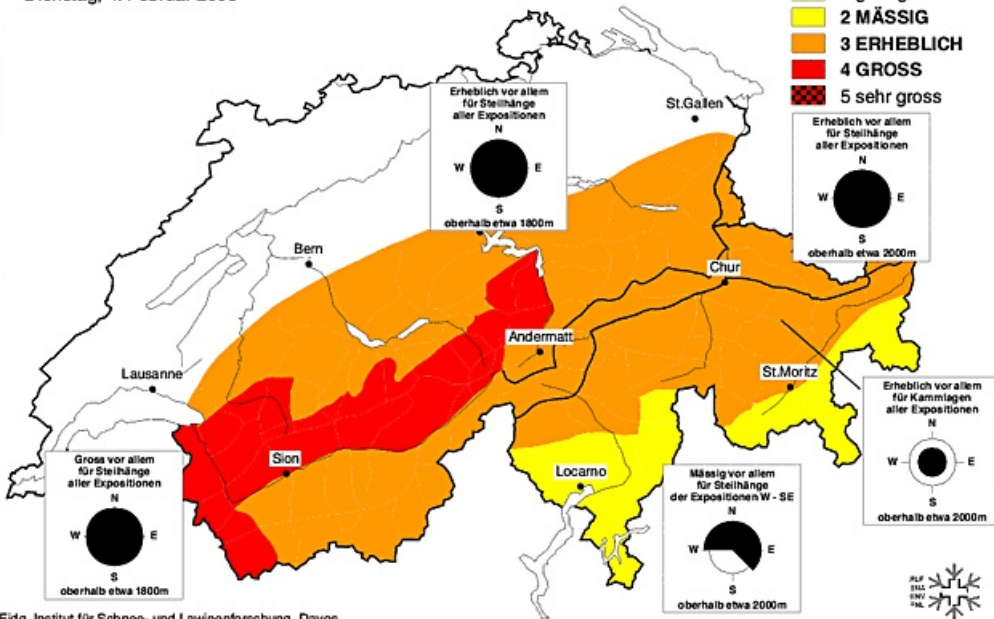 2 MÄSSIG
3 ERHEBLICH
4 GROSS
5 sehr gross
St.Gallen
Erheblich vor allem
für Steilhänge
aller Expositionen
N
W E
S
oberhalb etwa 1800m
Erheblich vor allem
für Steilhänge
aller Expositionen
N
W E
S
oberhalb etwa 2000m
Bern
Chur
Andermatt
Lausanne
St.Moritz
Erheblich vor allem
für Kammlagen
aller Expositionen
N
W E
S
oberhalb etwa 2000m
Sion
Locarno
Gross vor allem
für Steilhänge
aller Expositionen
N
W E
S
oberhalb etwa 1800m
Mässig vor allem
für Steilhänge
der Expositionen W - SE
N
W E
S
oberhalb etwa 2000m
SLF
SNA
ENV
SNL
Eidg. Institut für Schnee- und Lawinenforschung, Davos